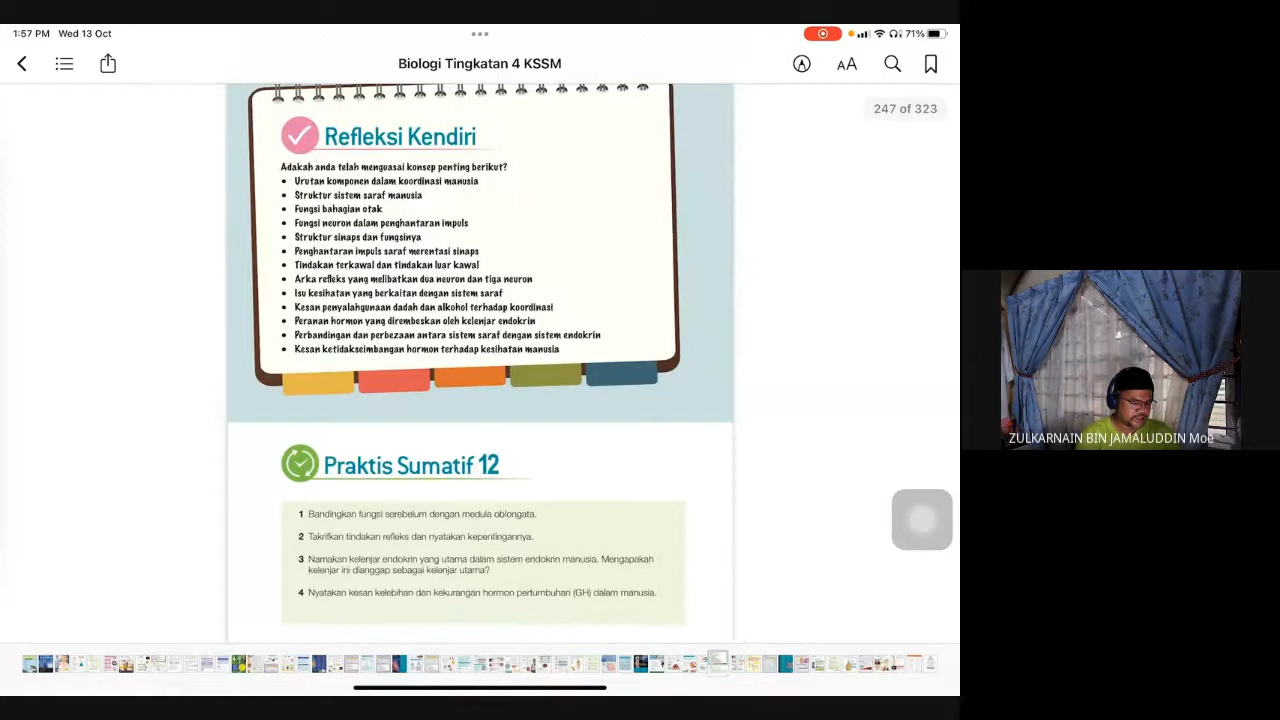 1:57 PM Wed 13 Oct
71%
Biologi Tingkatan 4 KSSM
AA
247 of 323
Refleksi Kendiri
Adakah anda telah menguasai konsep penting berikut?
• Urutan komponen dalam koordinasi manusia
• Struktur sistem saraf manusia
• Fungsi bahagian otak
• Fungsi neuron dalam penghantaran impuls
• Struktur sinaps dan fungsinya
• Penghantaran impuls saraf merentasi sinaps
• Tindakan terkawal dan tindakan luar kawal
• Arka refleks yang melibatkan dua neuron dan tiga neuron
• Isu kesihatan yang berkaitan dengan sistem saraf
• Kesan penyalahgunaan dadah dan alkohol terhadap koordinasi
• Peranan hormon yang dirembeskan oleh kelenjar endokrin
• Perbandingan dan perbezaan antara sistem saraf dengan sistem endokrin
• Kesan ketidakseimbangan hormon terhadap kesihatan manusia
Praktis Sumatif 12
1 Bandingkan fungsi serebelum dengan medula oblongata.
2 Takrifkan tindakan refleks dan nyatakan kepentingannya.
3 Namakan kelenjar endokrin yang utama dalam sistem endokrin manusia. Mengapakah
kelenjar ini dianggap sebagai kelenjar utama?
4 Nyatakan kesan kelebihan dan kekurangan hormon pertumbuhan (GH) dalam manusia.
ZULKARNAIN BIN JAMALUDDIN Moe